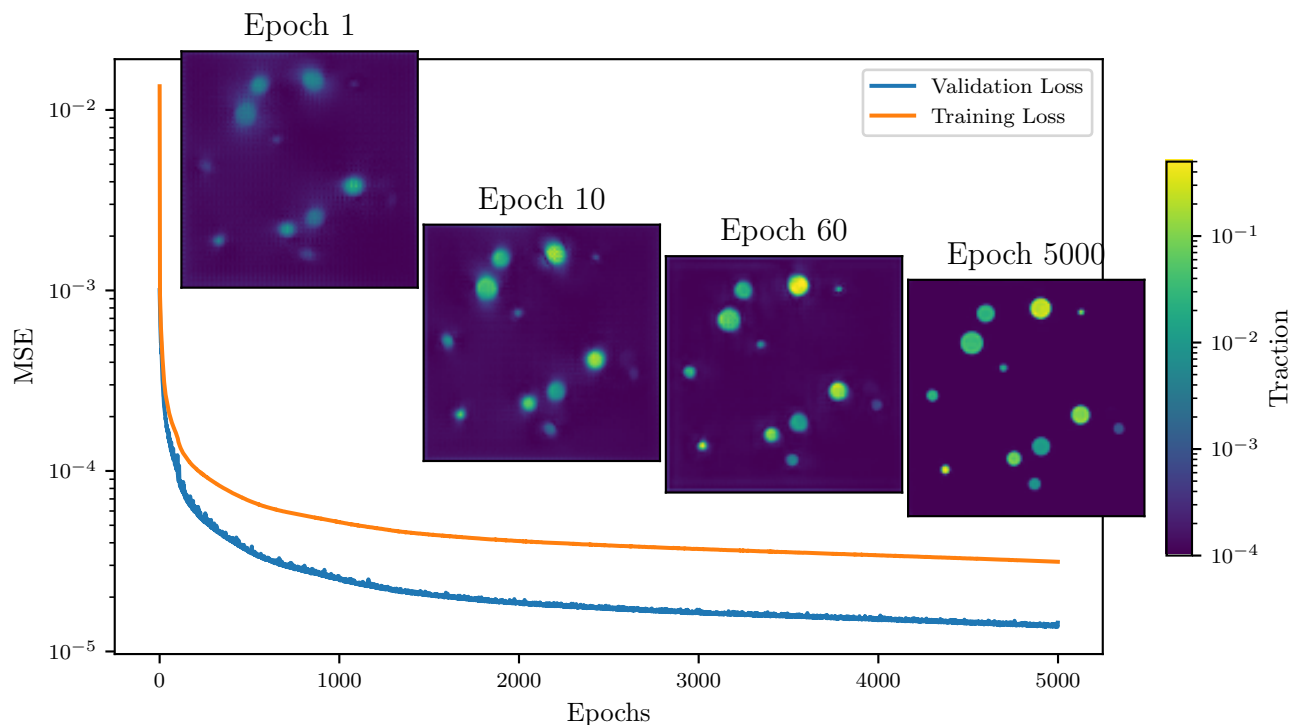 Epoch 1
Epoch 10
Epoch 60
Epoch 5000
Validation Loss
Training Loss
MSE
10⁻²
10⁻³
10⁻⁴
10⁻⁵
0
1000
2000
3000
4000
5000
Epochs
10⁻¹
10⁻²
10⁻³
10⁻⁴
Traction